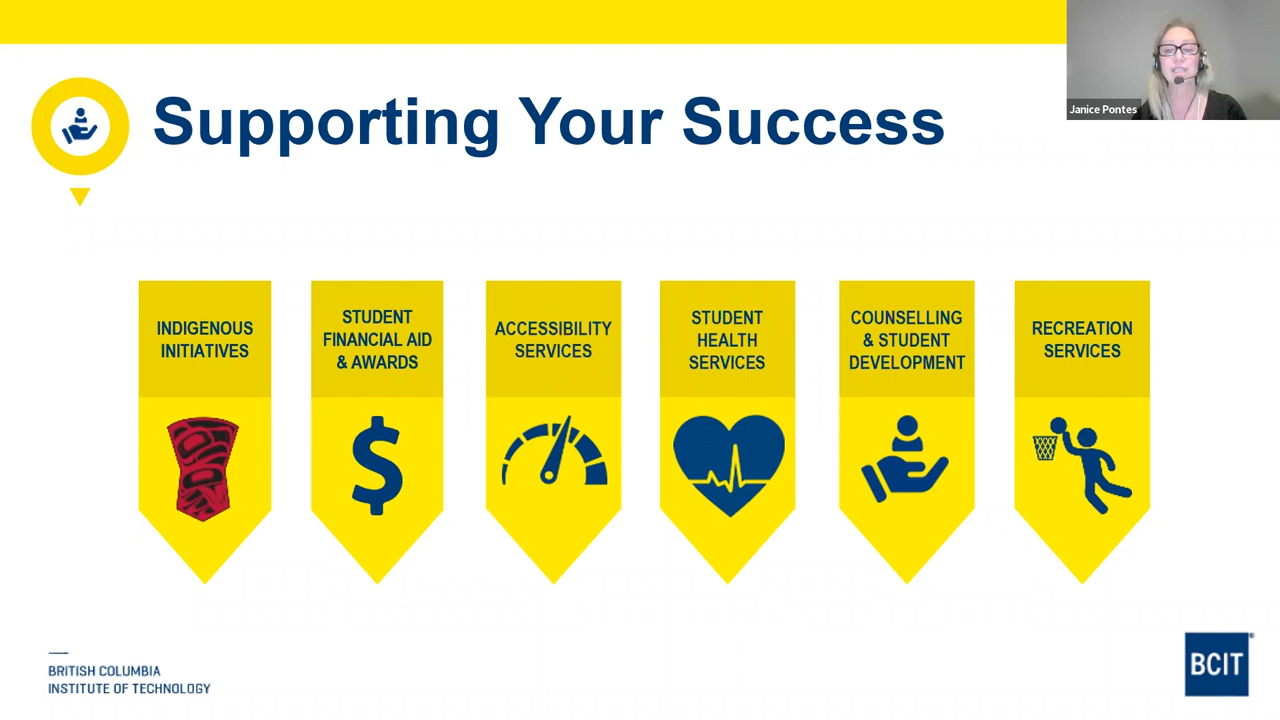 Janice Pontes
Supporting Your Success
INDIGENOUS
INITIATIVES
STUDENT
FINANCIAL AID
& AWARDS
ACCESSIBILITY
SERVICES
STUDENT
HEALTH
SERVICES
COUNSELLING
& STUDENT
DEVELOPMENT
RECREATION
SERVICES
BRITISH COLUMBIA
INSTITUTE OF TECHNOLOGY
BCIT®